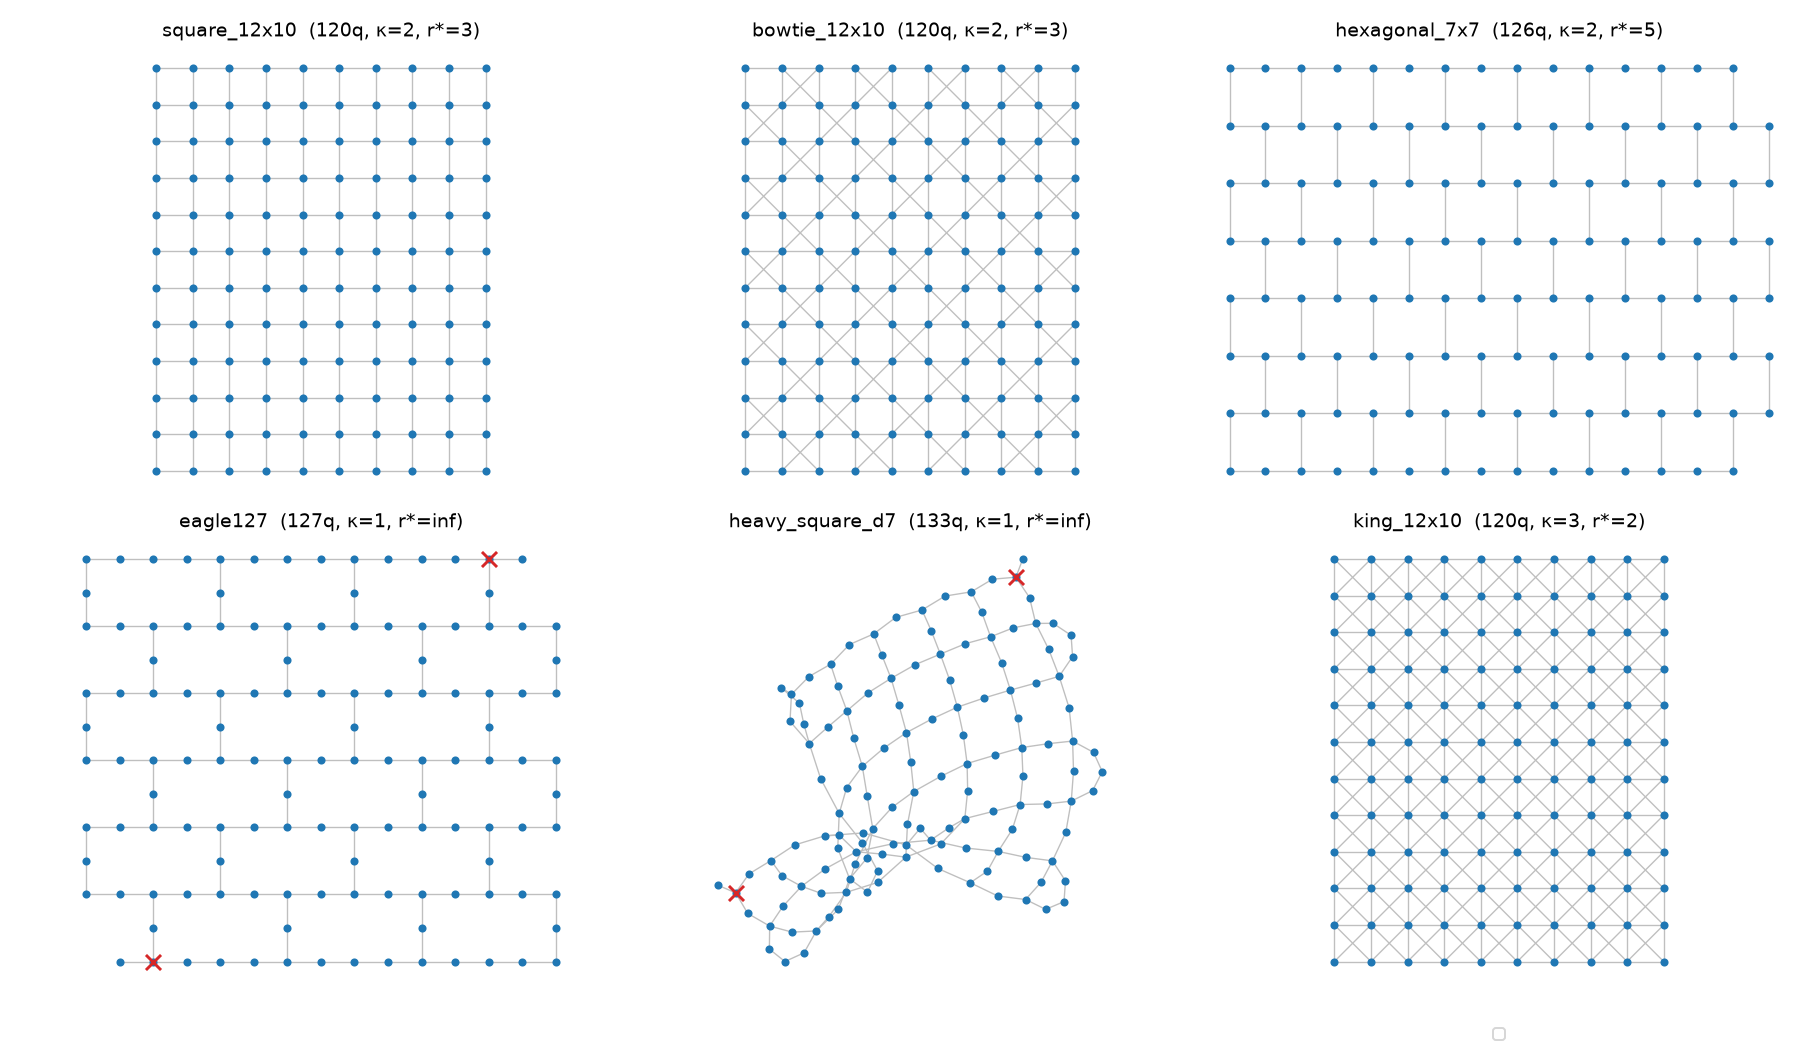 square_12x10 (120q, κ=2, r*=3)
bowtie_12x10 (120q, κ=2, r*=3)
hexagonal_7x7 (126q, κ=2, r*=5)
eagle127 (127q, κ=1, r*=inf)
heavy_square_d7 (133q, κ=1, r*=inf)
king_12x10 (120q, κ=3, r*=2)